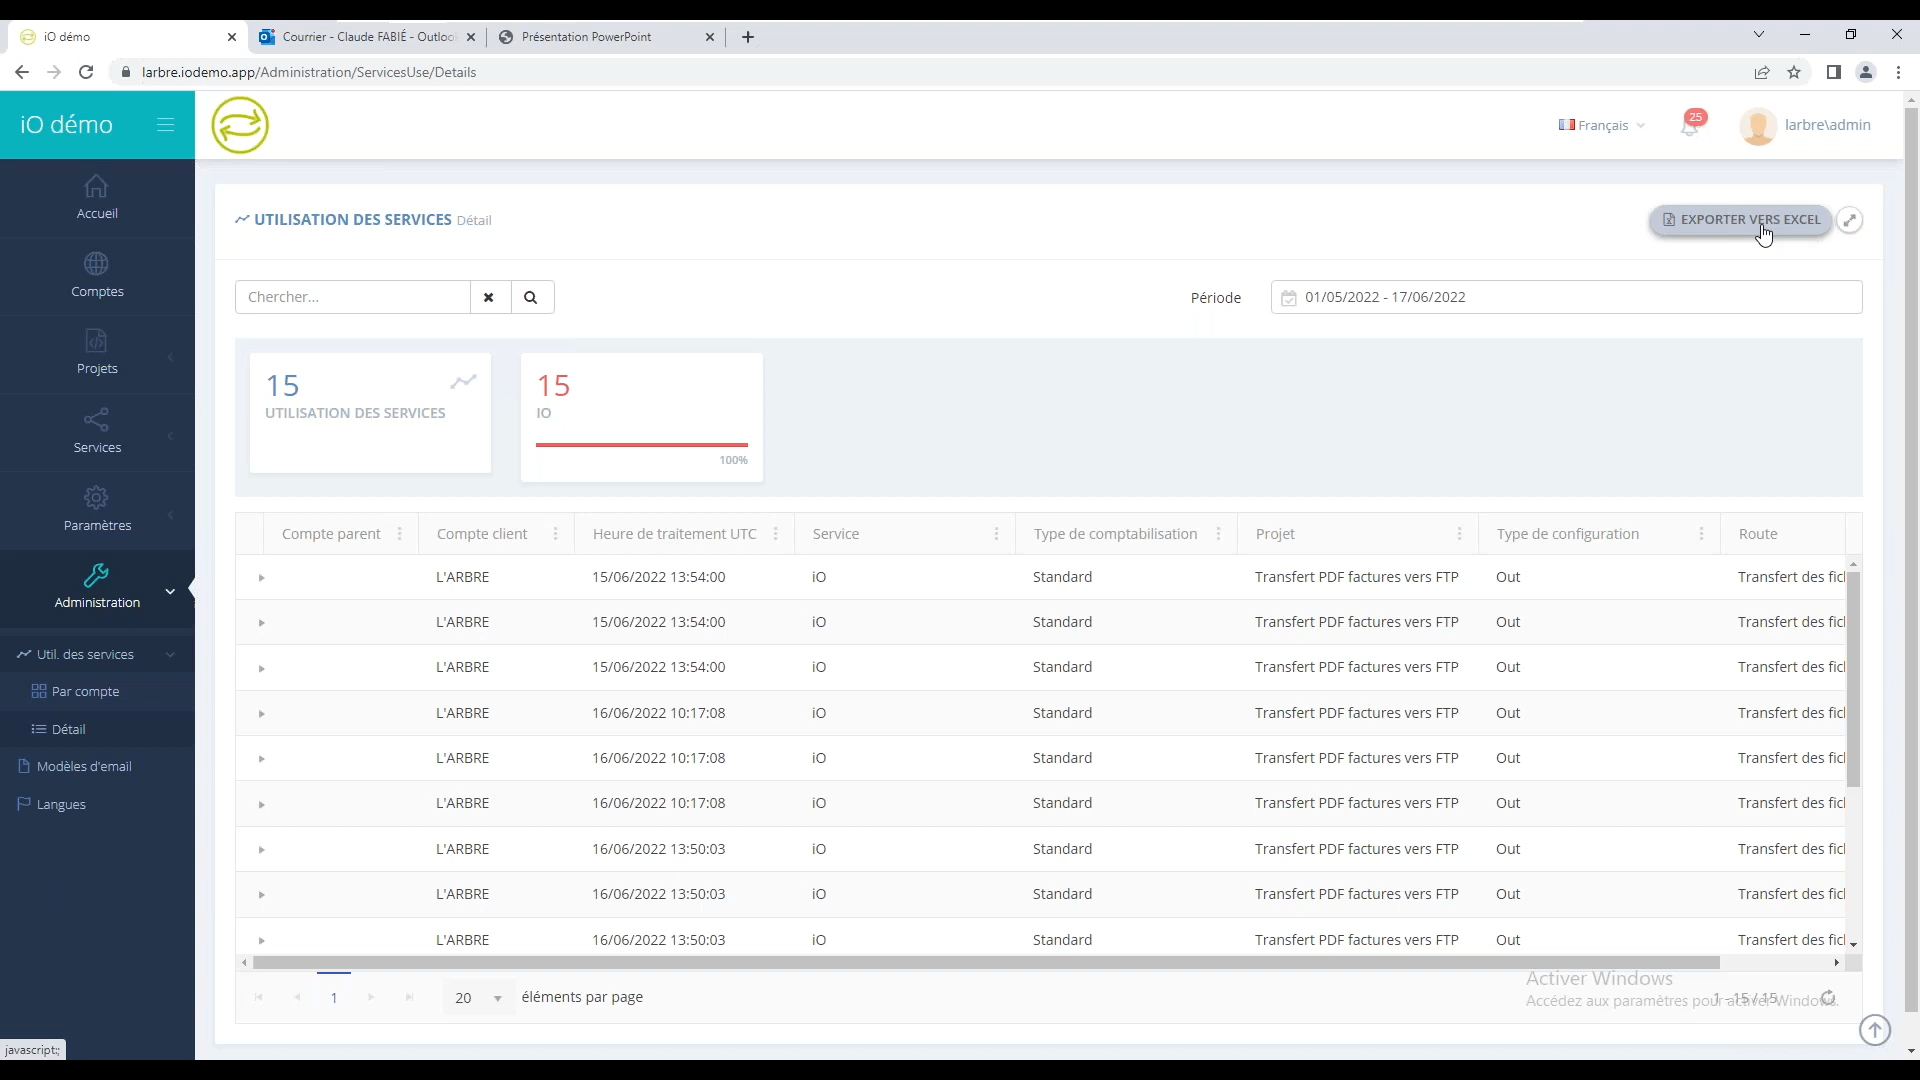 iO démo
Courrier - Claude FABIÉ - Outloo
Présentation PowerPoint
larbre.iodemo.app/Administration/ServicesUse/Details
iO démo
Français
25
larbre\admin
Accueil
Comptes
Projets
Services
Paramètres
Administration
Util. des services
Par compte
Détail
Modèles d'email
Langues
UTILISATION DES SERVICES Détail
EXPORTER VERS EXCEL
Chercher...
Période
01/05/2022 - 17/06/2022
15
UTILISATION DES SERVICES
15
IO
100%
Compte parent Compte client Heure de traitement UTC Service Type de comptabilisation Projet Type de configuration Route
L'ARBRE 15/06/2022 13:54:00 iO Standard Transfert PDF factures vers FTP Out Transfert des fic
L'ARBRE 15/06/2022 13:54:00 iO Standard Transfert PDF factures vers FTP Out Transfert des fic
L'ARBRE 15/06/2022 13:54:00 iO Standard Transfert PDF factures vers FTP Out Transfert des fic
L'ARBRE 16/06/2022 10:17:08 iO Standard Transfert PDF factures vers FTP Out Transfert des fic
L'ARBRE 16/06/2022 10:17:08 iO Standard Transfert PDF factures vers FTP Out Transfert des fic
L'ARBRE 16/06/2022 10:17:08 iO Standard Transfert PDF factures vers FTP Out Transfert des fic
L'ARBRE 16/06/2022 13:50:03 iO Standard Transfert PDF factures vers FTP Out Transfert des fic
L'ARBRE 16/06/2022 13:50:03 iO Standard Transfert PDF factures vers FTP Out Transfert des fic
L'ARBRE 16/06/2022 13:50:03 iO Standard Transfert PDF factures vers FTP Out Transfert des fic
1
20
éléments par page
1 - 15 / 15
Activer Windows
Accédez aux paramètres pour activer Windows.
javascript:;